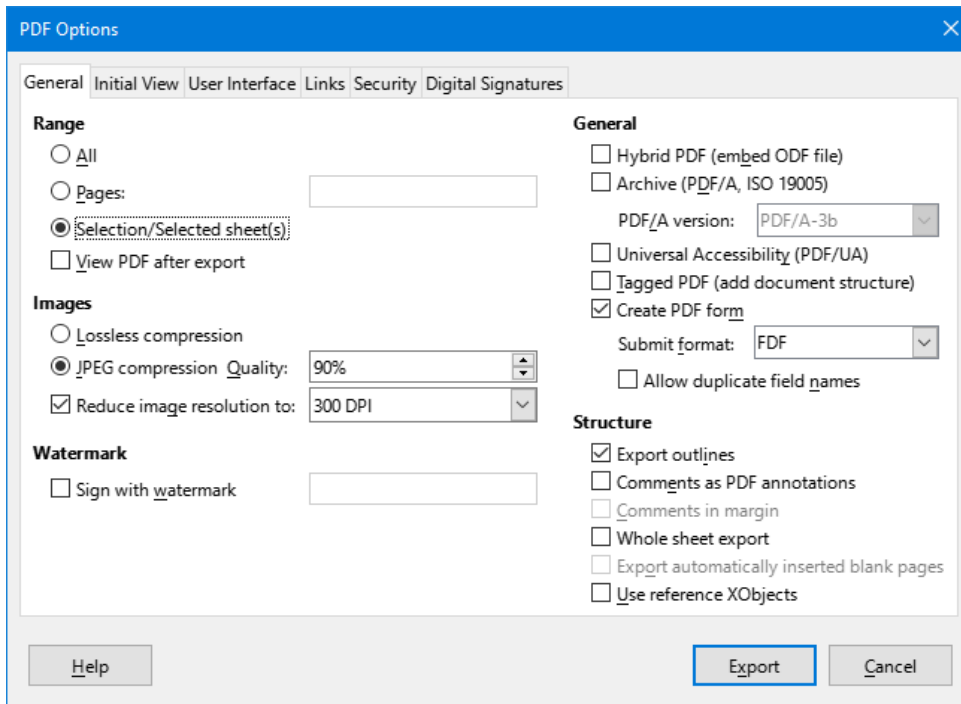 PDF Options
General
Initial View
User Interface
Links
Security
Digital Signatures
Range
All
Pages:
Selection/Selected sheet(s)
View PDF after export
Images
Lossless compression
JPEG compression Quality: 90%
Reduce image resolution to: 300 DPI
Watermark
Sign with watermark
General
Hybrid PDF (embed ODF file)
Archive (PDF/A, ISO 19005)
PDF/A version: PDF/A-3b
Universal Accessibility (PDF/UA)
Tagged PDF (add document structure)
Create PDF form
Submit format: FDF
Allow duplicate field names
Structure
Export outlines
Comments as PDF annotations
Comments in margin
Whole sheet export
Export automatically inserted blank pages
Use reference XObjects
Help
Export
Cancel